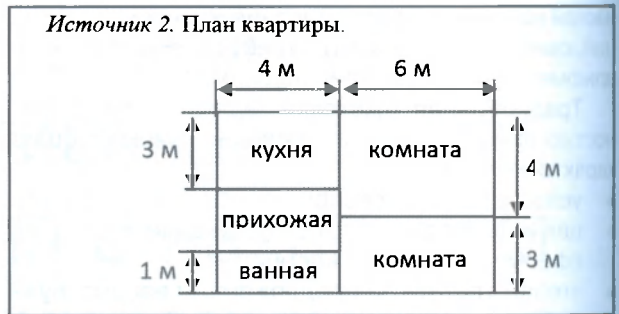 Источник 2. План квартиры.
4 м 6 м
3 м кухня комната 4 м
прихожая
1 м ванная комната 3 м